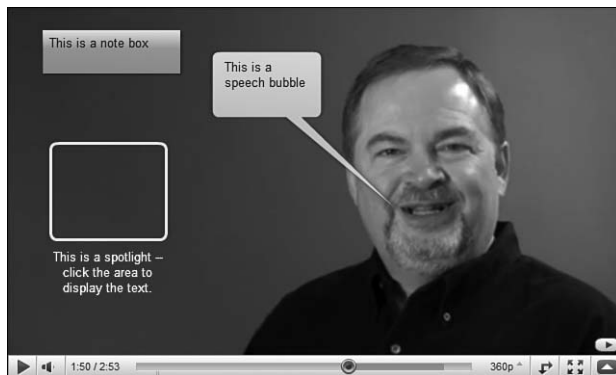 This is a note box
This is a
speech bubble
This is a spotlight –
click the area to
display the text.
1:50 / 2:53
360p